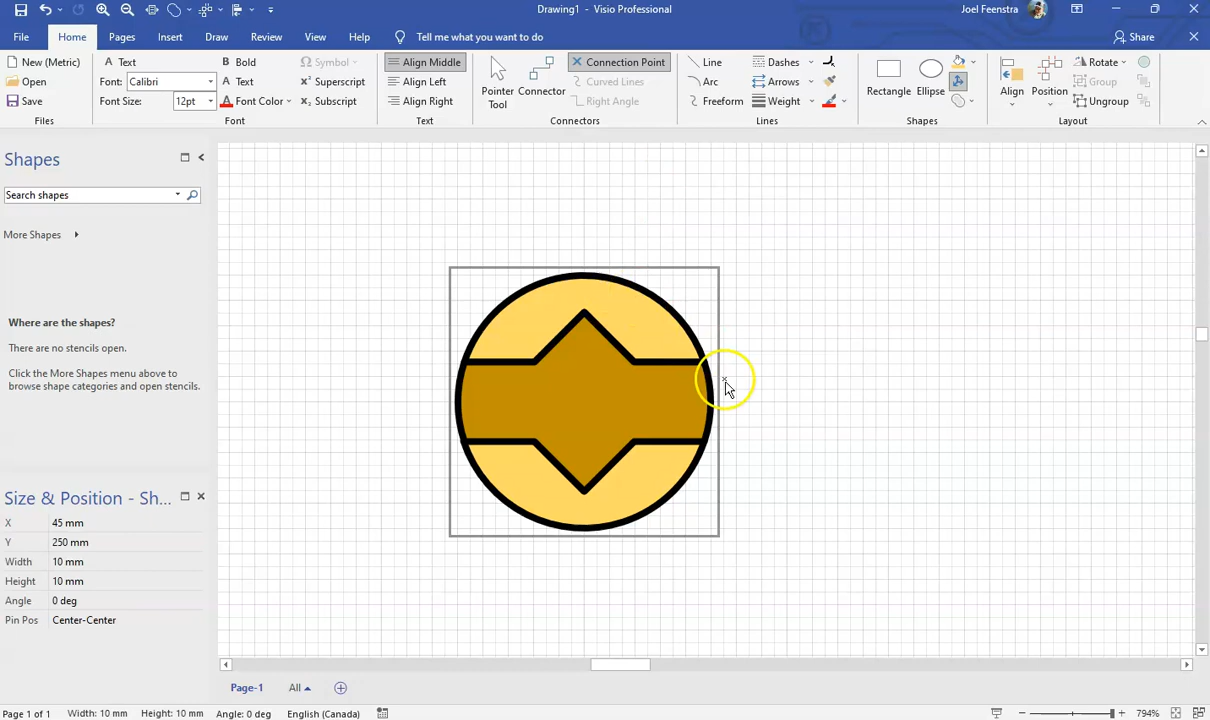 Drawing1 - Visio Professional
Joel Feenstra
File Home Pages Insert Draw Review View Help Tell me what you want to do Share
New (Metric) Text Bold Symbol Align Middle Connection Point Line Dashes Rotate
Open Font: Calibri Text Superscript Align Left Curved Lines Arc Arrows Group
Save Font Size: 12pt Font Color Subscript Align Right Pointer Tool Connector Right Angle Freeform Weight Rectangle Ellipse Align Position Ungroup
Files Font Text Connectors Lines Shapes Layout
Shapes
Search shapes
More Shapes
Where are the shapes?
There are no stencils open.
Click the More Shapes menu above to
browse shape categories and open stencils.
Size & Position - Sh...
X 45 mm
Y 250 mm
Width 10 mm
Height 10 mm
Angle 0 deg
Pin Pos Center-Center
Page-1 All
Page 1 of 1 Width: 10 mm Height: 10 mm Angle: 0 deg English (Canada) 794%